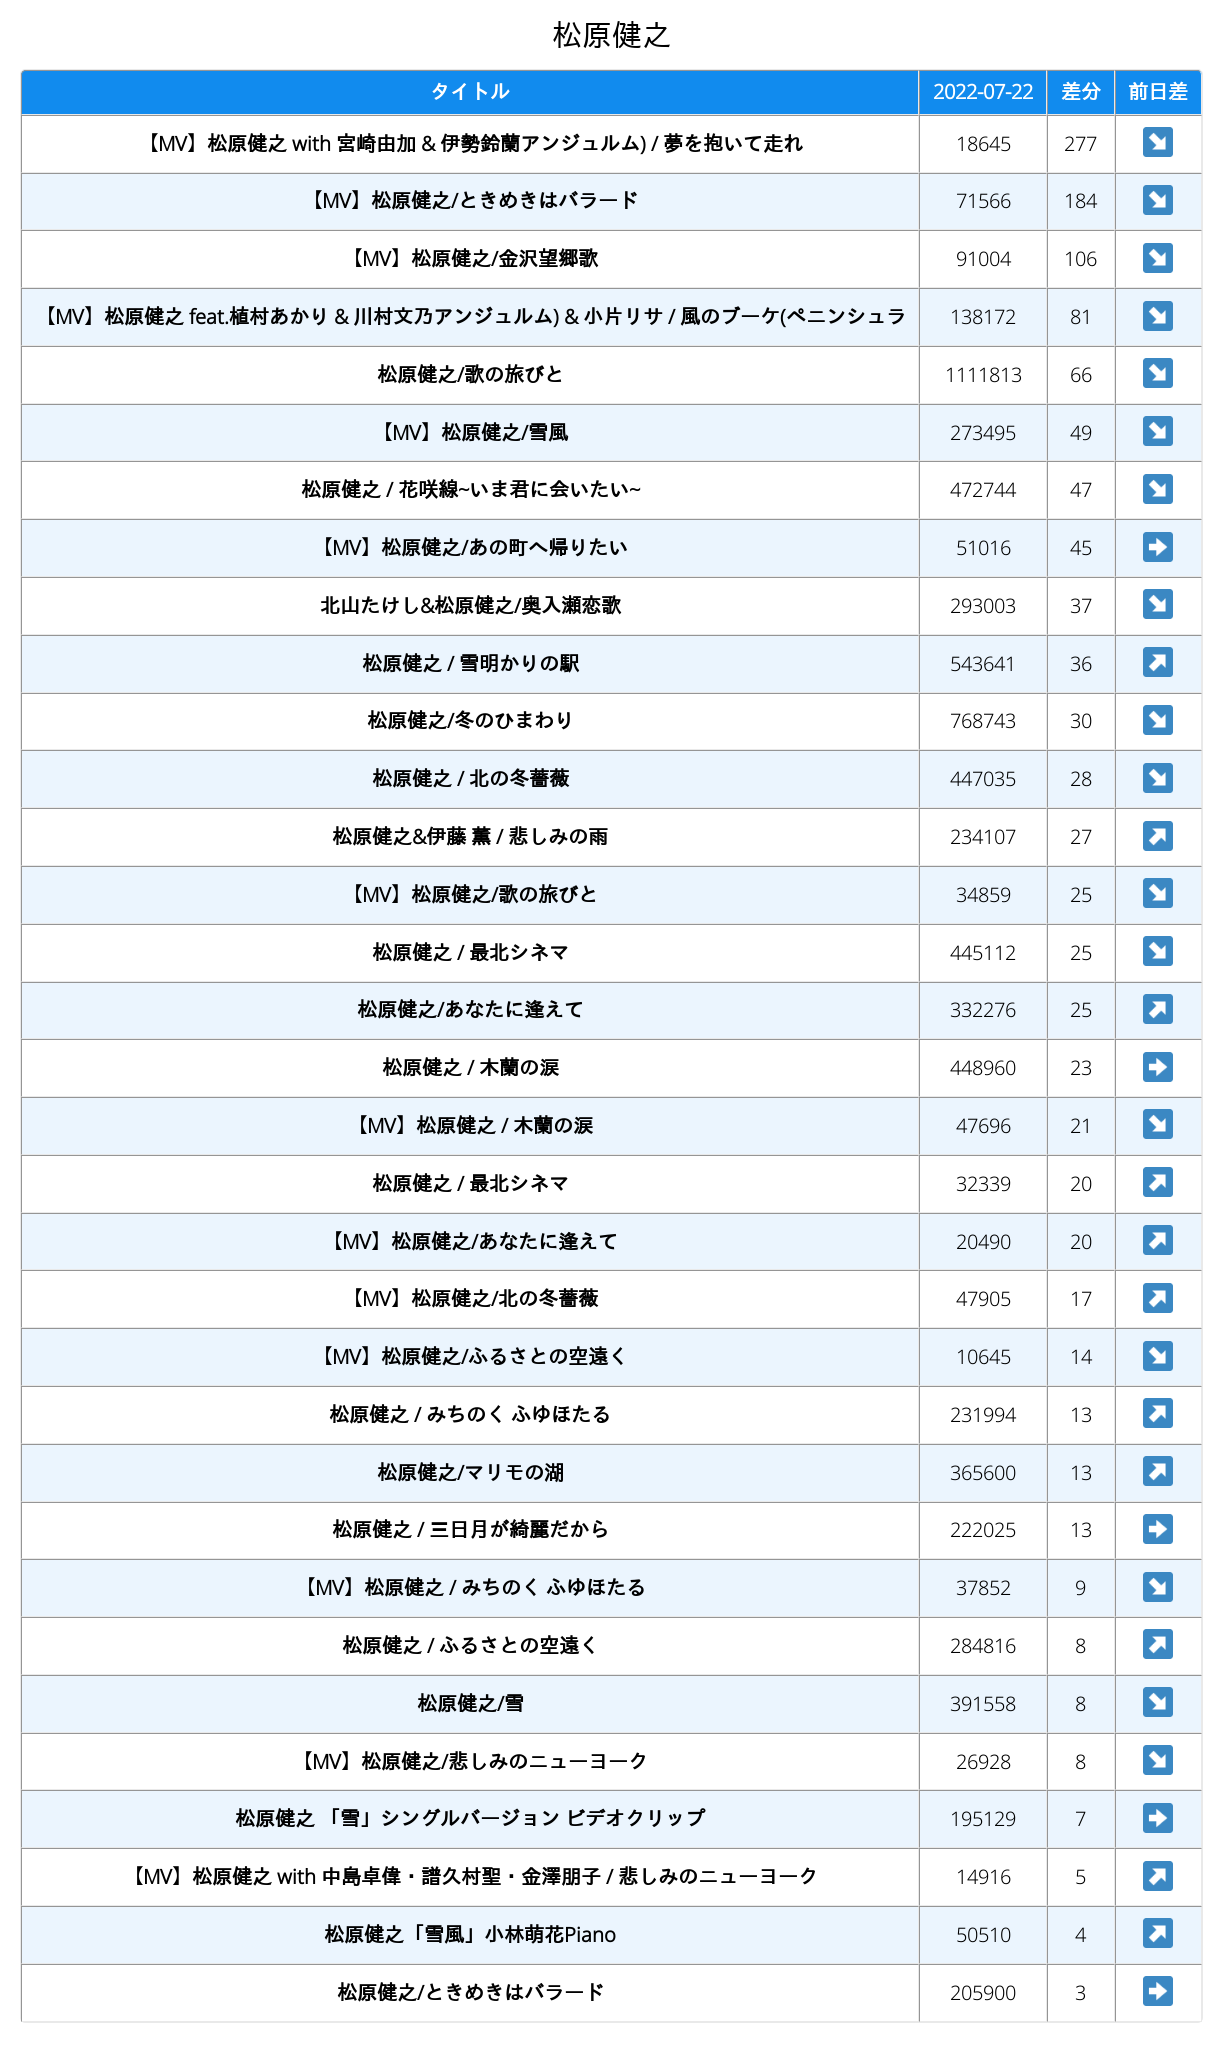 松原健之
タイトル 2022-07-22 差分 前日差
【MV】松原健之 with 宮崎由加 & 伊勢鈴蘭アンジュルム) / 夢を抱いて走れ 18645 277 ↘
【MV】松原健之/ときめきはバラード 71566 184 ↘
【MV】松原健之/金沢望郷歌 91004 106 ↘
【MV】松原健之 feat.植村あかり & 川村文乃アンジュルム) & 小片リサ / 風のブーケ(ペニンシュラ 138172 81 ↘
松原健之/歌の旅びと 1111813 66 ↘
【MV】松原健之/雪風 273495 49 ↘
松原健之 / 花咲線~いま君に会いたい~ 472744 47 ↘
【MV】松原健之/あの町へ帰りたい 51016 45 ➡
北山たけし&松原健之/奥入瀬恋歌 293003 37 ↘
松原健之 / 雪明かりの駅 543641 36 ↗
松原健之/冬のひまわり 768743 30 ↘
松原健之 / 北の冬薔薇 447035 28 ↘
松原健之&伊藤 薫 / 悲しみの雨 234107 27 ↗
【MV】松原健之/歌の旅びと 34859 25 ↘
松原健之 / 最北シネマ 445112 25 ↘
松原健之/あなたに逢えて 332276 25 ↗
松原健之 / 木蘭の涙 448960 23 ➡
【MV】松原健之 / 木蘭の涙 47696 21 ↘
松原健之 / 最北シネマ 32339 20 ↗
【MV】松原健之/あなたに逢えて 20490 20 ↗
【MV】松原健之/北の冬薔薇 47905 17 ↗
【MV】松原健之/ふるさとの空遠く 10645 14 ↘
松原健之 / みちのく ふゆほたる 231994 13 ↗
松原健之/マリモの湖 365600 13 ↗
松原健之 / 三日月が綺麗だから 222025 13 ➡
【MV】松原健之 / みちのく ふゆほたる 37852 9 ↘
松原健之 / ふるさとの空遠く 284816 8 ↗
松原健之/雪 391558 8 ↘
【MV】松原健之/悲しみのニューヨーク 26928 8 ↘
松原健之 「雪」シングルバージョン ビデオクリップ 195129 7 ➡
【MV】松原健之 with 中島卓偉・譜久村聖・金澤朋子 / 悲しみのニューヨーク 14916 5 ↗
松原健之「雪風」小林萌花Piano 50510 4 ↗
松原健之/ときめきはバラード 205900 3 ➡